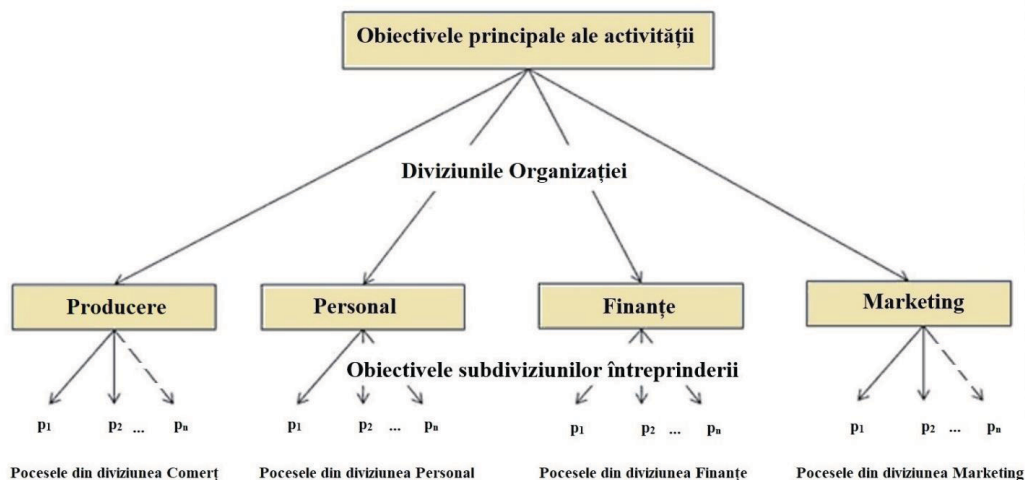 Obiectivele principale ale activității
Diviziunile Organizației
Producere
Personal
Finanțe
Marketing
Obiectivele subdiviziunilor întreprinderii
p₁ p₂ ... pₙ
p₁ p₂ ... pₙ
p₁ p₂ ... pₙ
p₁ p₂ ... pₙ
Pocesele din diviziunea Comerț
Pocesele din diviziunea Personal
Pocesele din diviziunea Finanțe
Pocesele din diviziunea Marketing